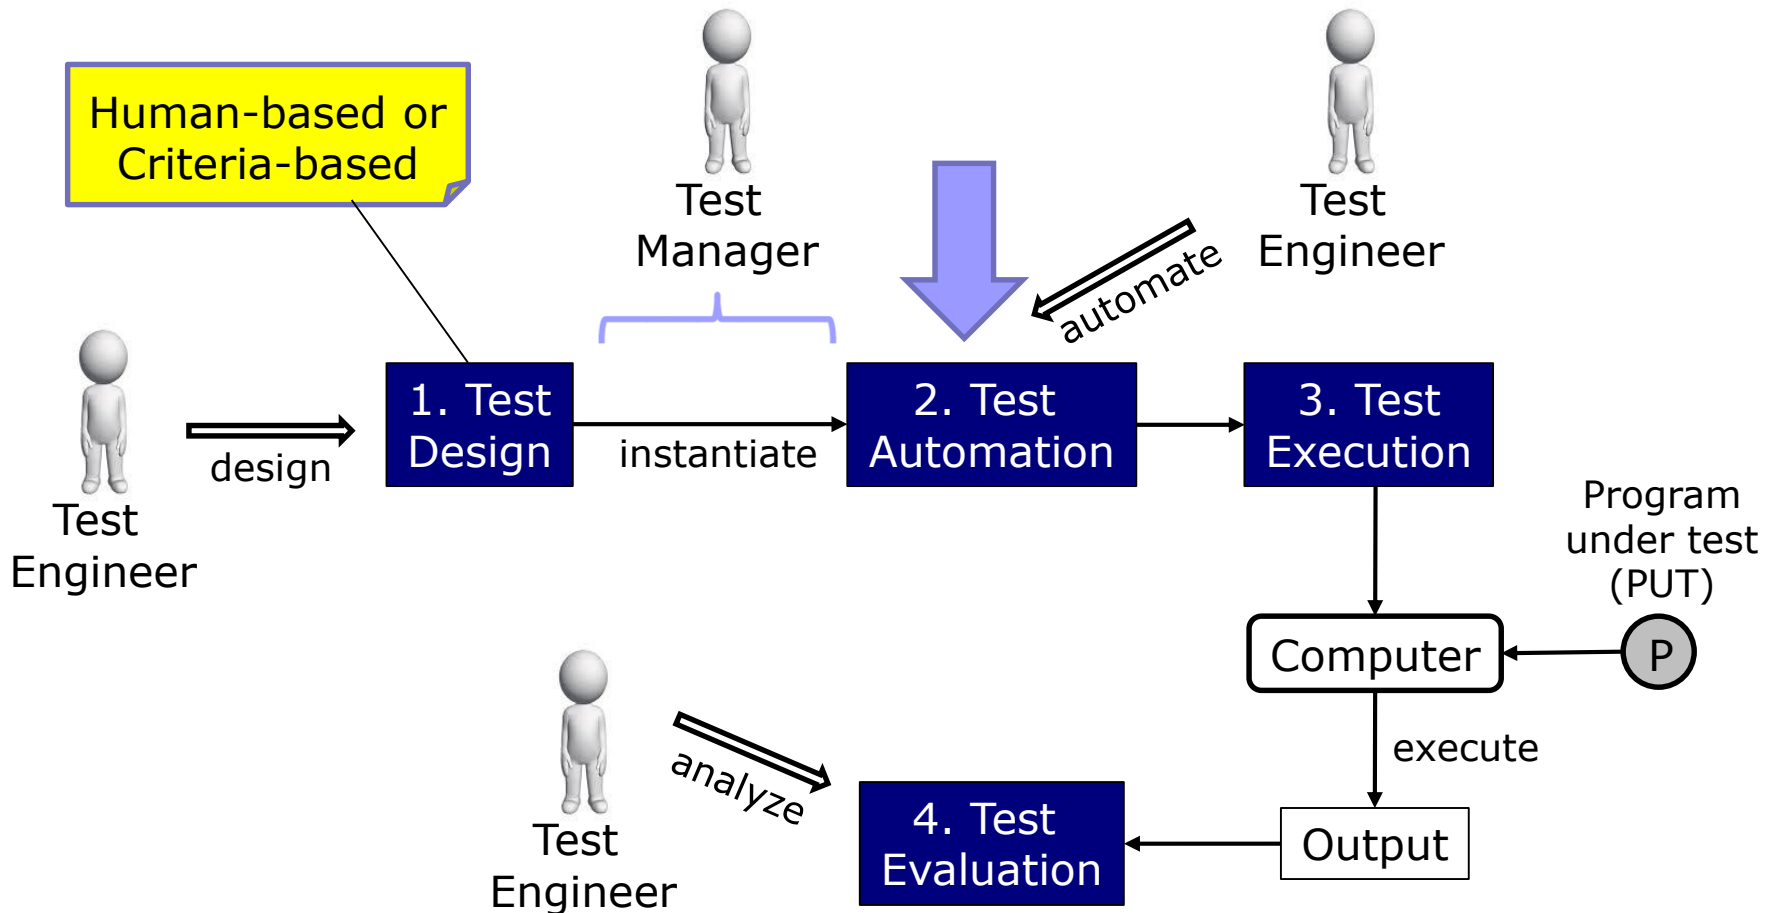 Human-based or
Criteria-based
Test
Manager
Test
Engineer
automate
Test
Engineer
design
1. Test
Design
instantiate
2. Test
Automation
3. Test
Execution
Program
under test
(PUT)
Computer
P
execute
Test
Engineer
analyze
4. Test
Evaluation
Output